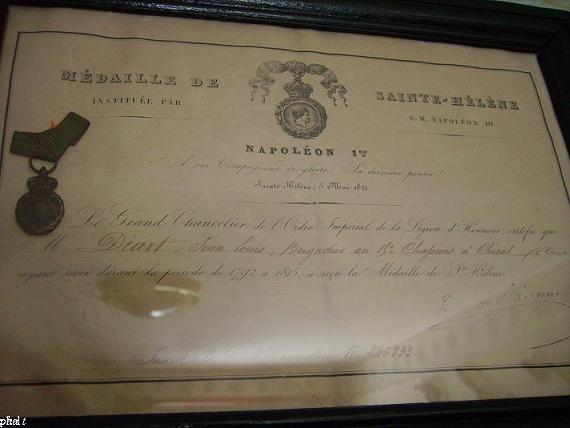 MÉDAILLE DE SAINTE-HÉLÈNE
INSTITUÉE PAR S. M. NAPOLÉON III.
NAPOLÉON 1er
A ses Compagnons de gloire. Sa dernière pensée!
Sainte Hélène, 5 Mai 1821.
Le Grand Chancelier de l'Ordre Impérial de la Légion d'Honneur, certifie que
M Jean Louis, Brigadier au 15e Chasseurs à Cheval
ayant servi durant la période de 1792 à 1815, a reçu la Médaille de Ste Hélène.
Inscrit à la Grande Chancellerie No